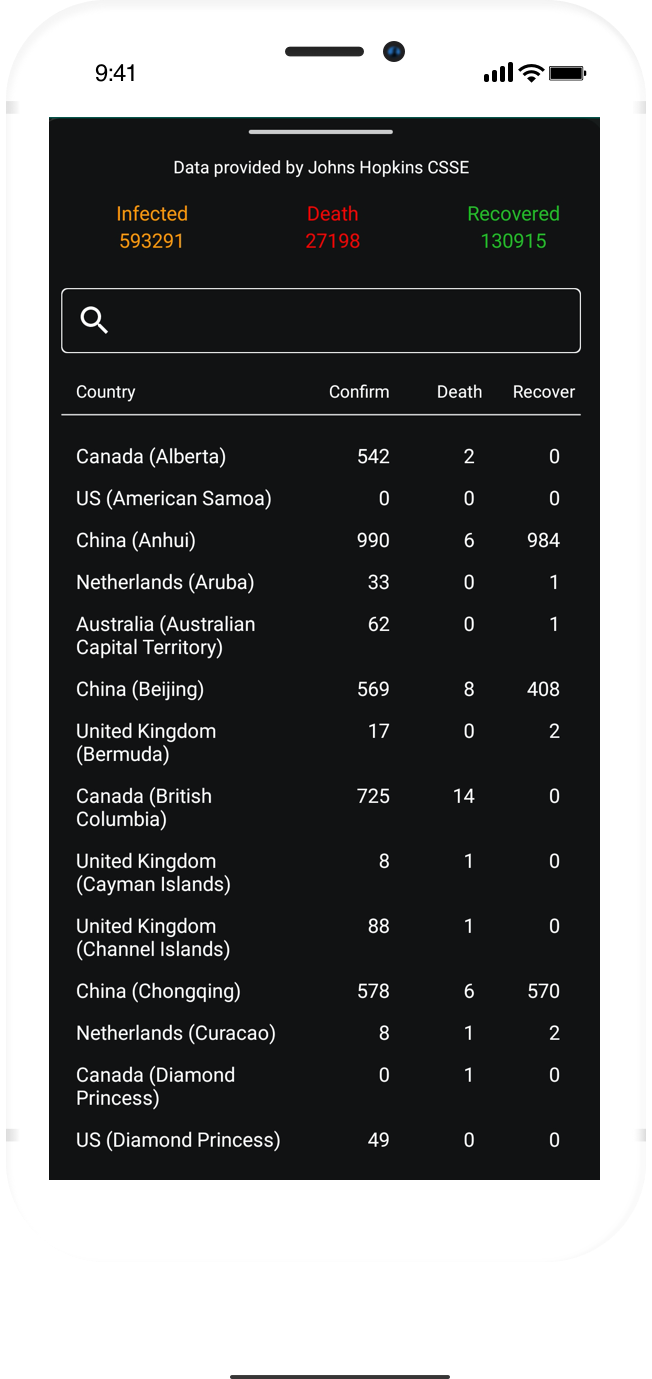 9:41
Data provided by Johns Hopkins CSSE
Infected Death Recovered
593291 27198 130915
Country Confirm Death Recover
Canada (Alberta) 542 2 0
US (American Samoa) 0 0 0
China (Anhui) 990 6 984
Netherlands (Aruba) 33 0 1
Australia (Australian 62 0 1
Capital Territory)
China (Beijing) 569 8 408
United Kingdom 17 0 2
(Bermuda)
Canada (British 725 14 0
Columbia)
United Kingdom 8 1 0
(Cayman Islands)
United Kingdom 88 1 0
(Channel Islands)
China (Chongqing) 578 6 570
Netherlands (Curacao) 8 1 2
Canada (Diamond 0 1 0
Princess)
US (Diamond Princess) 49 0 0